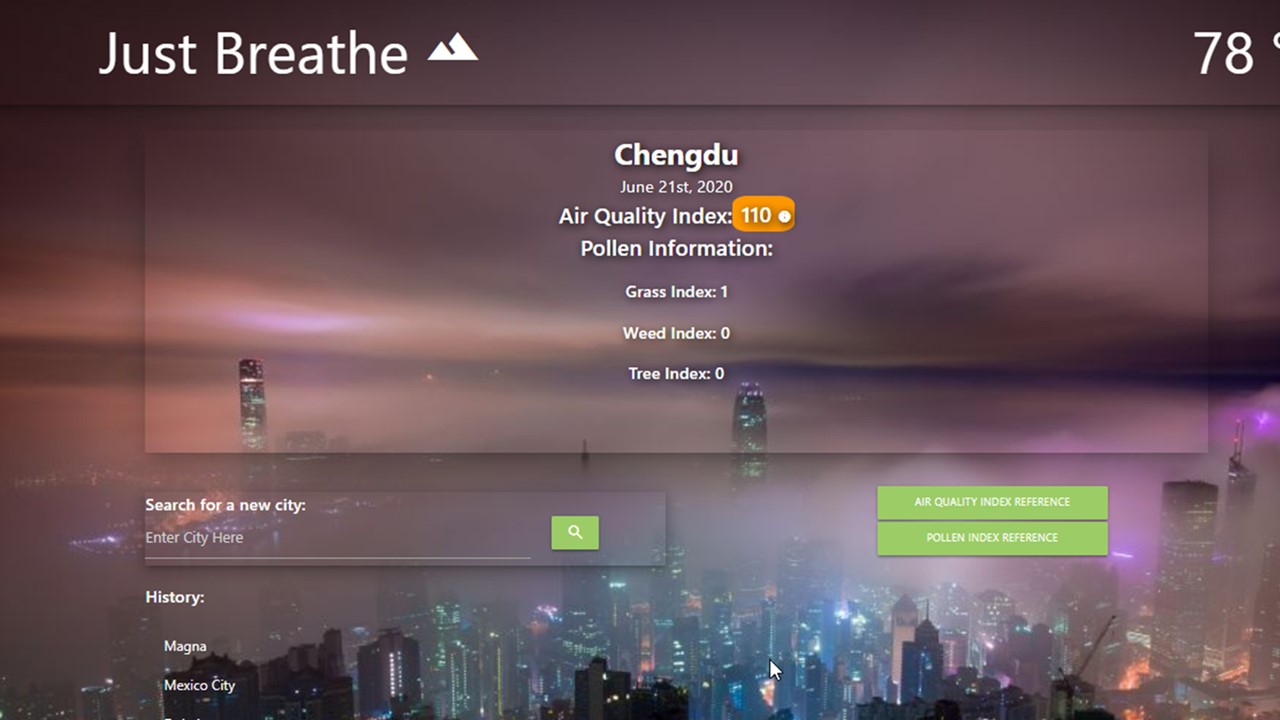 Just Breathe
78 °
Chengdu
June 21st, 2020
Air Quality Index: 110
Pollen Information:
Grass Index: 1
Weed Index: 0
Tree Index: 0
Search for a new city:
Enter City Here
AIR QUALITY INDEX REFERENCE
POLLEN INDEX REFERENCE
History:
Magna
Mexico City